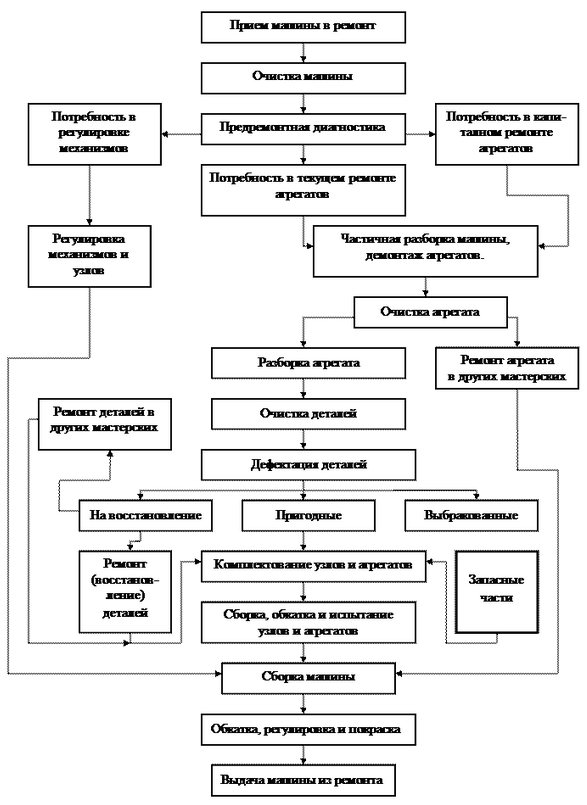 Прием машины в ремонт
Очистка машины
Потребность в
регулировке
механизмов
Предремонтная диагностика
Потребность в капи-
талном ремонте
агрегатов
Потребность в текущем ремонте
агрегатов
Регулировка
механизмов и
узлов
Частичная разборка машины,
демонтаж агрегатов.
Очистка агрегата
Разборка агрегата
Ремонт агрегата
в других мастерских
Ремонт деталей в
других мастерских
Очистка деталей
Дефектация деталей
На восстановление
Пригодные
Выбракованные
Ремонт
(восстанов-
ление)
деталей
Комплектование узлов и агрегатов
Запасные
части
Сборка, обкатка и испытание
узлов и агрегатов
Сборка машины
Обкатка, регулировка и покраска
Выдача машины из ремонта